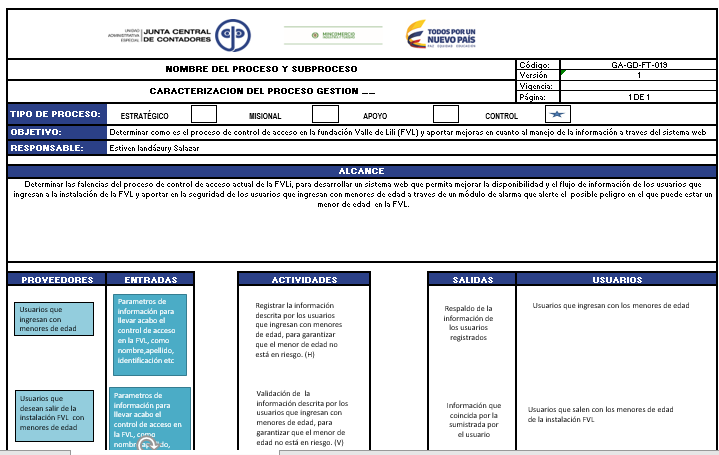 UNIDAD
ADMINISTRATIVA
ESPECIAL
JUNTA CENTRAL
DE CONTADORES
MINCOMERCIO
TODOS POR UN
NUEVO PAÍS
PAZ EQUIDAD EDUCACIÓN
NOMBRE DEL PROCESO Y SUBPROCESO
CARACTERIZACION DEL PROCESO GESTION __
Código: GA-GD-FT-019
Versión 1
Vigencia:
Página: 1 DE 1
TIPO DE PROCESO: ESTRATÉGICO MISIONAL APOYO CONTROL
OBJETIVO: Determinar como es el proceso de control de acceso en la fundación Valle de Lili (FVL) y aportar mejoras en cuanto al manejo de la información a traves del sistema web
RESPONSABLE: Estiven landázury Salazar
ALCANCE
Determinar las falencias del proceso de control de acceso actual de la FVLi, para desarrollar un sistema web que permita mejorar la disponibilidad y el flujo de información de los usuarios que
ingresan a la instalación de la FVL y aportar en la seguridad de los usuarios que ingresan con menores de edad a traves de un módulo de alarma que alerte el posible peligro en el que puede estar un
menor de edad en la FVL.
PROVEEDORES ENTRADAS ACTIVIDADES SALIDAS USUARIOS
Usuarios que
ingresan con
menores de edad
Parametros de
información para
llevar acabo el
control de acceso
en la FVL, como
nombre,apellido,
identificación etc
Registrar la información
descrita por los usuarios
que ingresan con menores
de edad, para garantizar
que el menor de edad no
está en riesgo. (H)
Respaldo de la
información de
los usuarios
registrados
Usuarios que ingresan con los menores de edad
Usuarios que
desean salir de la
instalación FVL con
menores de edad
Parametros de
información para
llevar acabo el
control de acceso en
la FVL, como
nombre,apellido,
Validación de la
información descrita por los
usuarios que ingresan con
menores de edad, para
garantizar que el menor de
edad no está en riesgo. (V)
Información que
coincida por la
sumistrada por
el usuario
Usuarios que salen con los menores de edad
de la instalación FVL